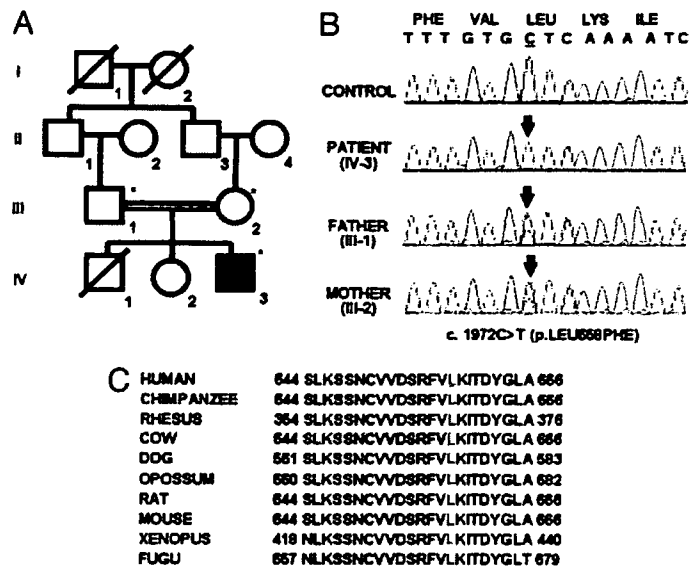 A
I
1
2
II
1
2
3
4
III
1
2
IV
1
2
3
B
PHE VAL LEU LYS ILE
T T T G T G C T C A A A A T C
CONTROL
PATIENT
(IV-3)
FATHER
(III-1)
MOTHER
(III-2)
c. 1972C>T (p.LEU658PHE)
C
HUMAN 644 SLKSSNCVVDSRFVLKITDYGLA 666
CHIMPANZEE 644 SLKSSNCVVDSRFVLKITDYGLA 666
RHESUS 354 SLKSSNCVVDSRFVLKITDYGLA 376
COW 644 SLKSSNCVVDSRFVLKITDYGLA 666
DOG 561 SLKSSNCVVDSRFVLKITDYGLA 583
OPOSSUM 560 SLKSSNCVVDSRFVLKITDYGLA 582
RAT 644 SLKSSNCVVDSRFVLKITDYGLA 666
MOUSE 644 SLKSSNCVVDSRFVLKITDYGLA 666
XENOPUS 418 NLKSSNCVVDSRFVLKITDYGLA 440
FUGU 657 NLKSSNCVVDSRFVLKITDYGLT 679